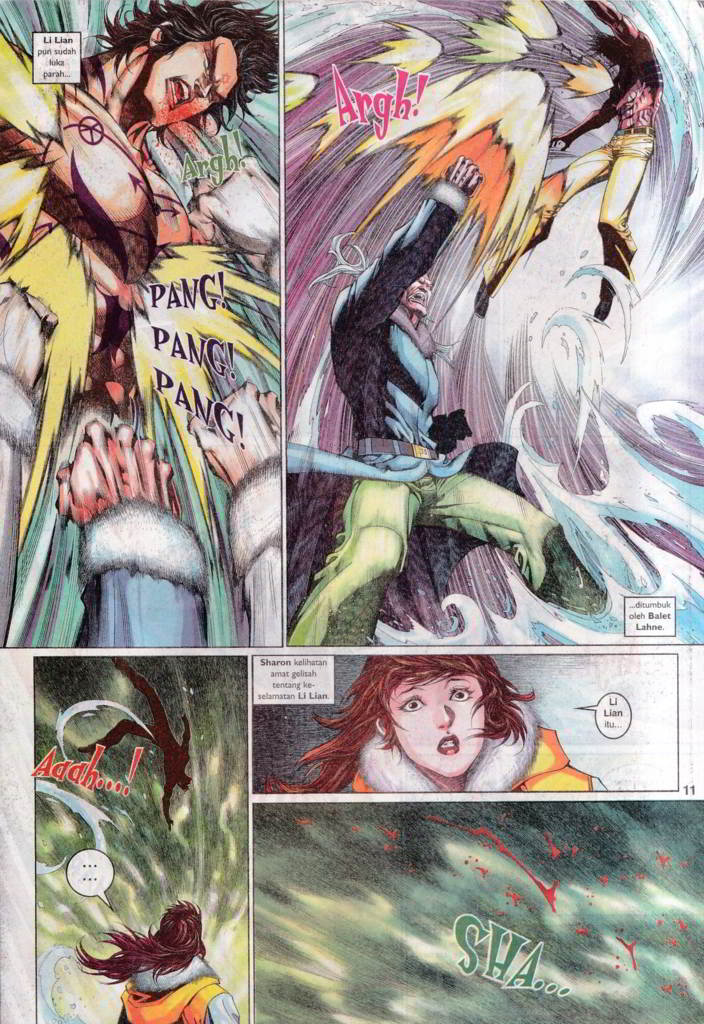 Li Lian
pun sudah
luka
parah...
Argh!
PANG!
PANG!
PANG!
Argh!
...ditumbuk
oleh Balet
Lahne.
Aaah....!
...
...
Sharon kelihatan
amat gelisah
tentang ke-
selamatan Li Lian.
Li
Lian
itu...
11
SHA...